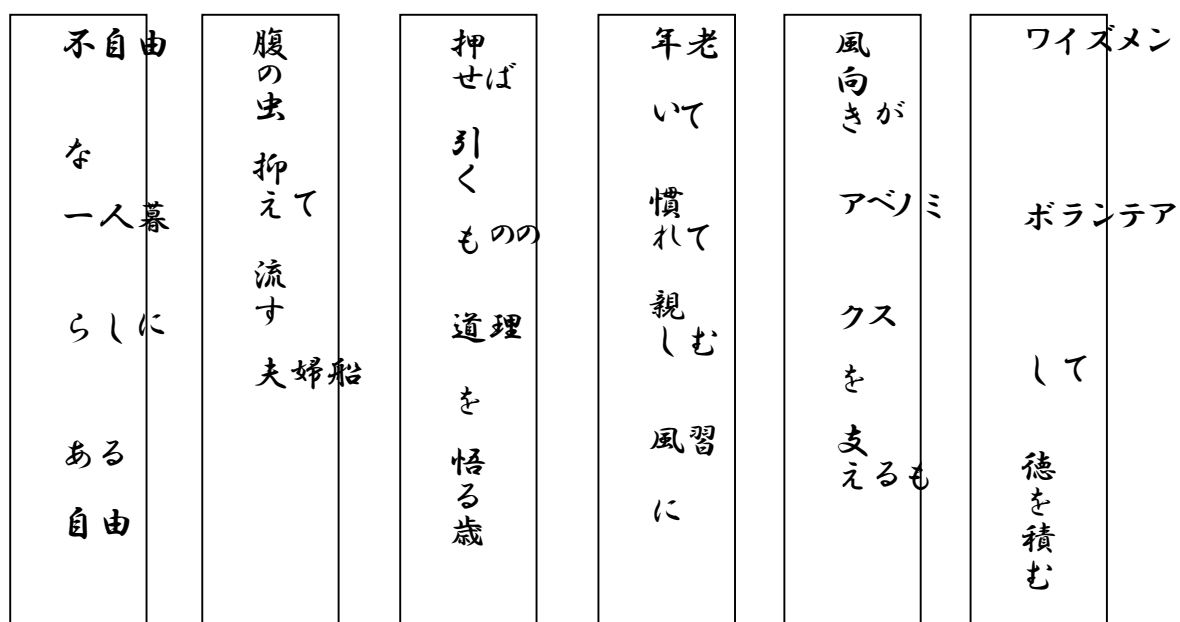 ワイズメンボランテアして徳を積む
風向きがアベノミクスを支えるも
年老いて慣れて親しむ風習に
押せば引くものの道理を悟る歳
腹の虫抑えて流す夫婦船
不自由な一人暮らしにある自由